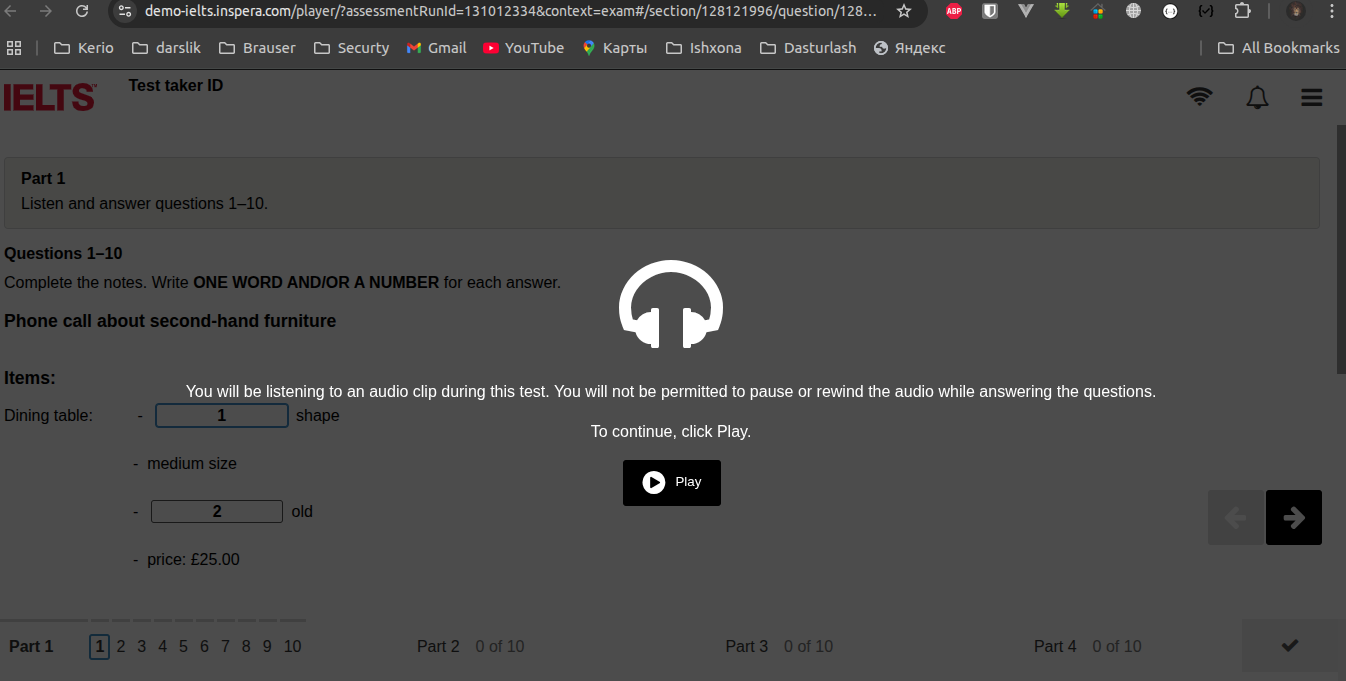 demo-ielts.inspera.com/player/?assessmentRunId=131012334&context=exam#/section/128121996/question/128...
ABP
Kerio darslik Brauser Securty Gmail YouTube Карты Ishxona Dasturlash Яндекс All Bookmarks
IELTS™ Test taker ID
Part 1
Listen and answer questions 1–10.
Questions 1–10
Complete the notes. Write ONE WORD AND/OR A NUMBER for each answer.
Phone call about second-hand furniture
Items:
You will be listening to an audio clip during this test. You will not be permitted to pause or rewind the audio while answering the questions.
Dining table: - 1 shape
To continue, click Play.
- medium size
Play
- 2 old
- price: £25.00
Part 1 1 2 3 4 5 6 7 8 9 10 Part 2 0 of 10 Part 3 0 of 10 Part 4 0 of 10